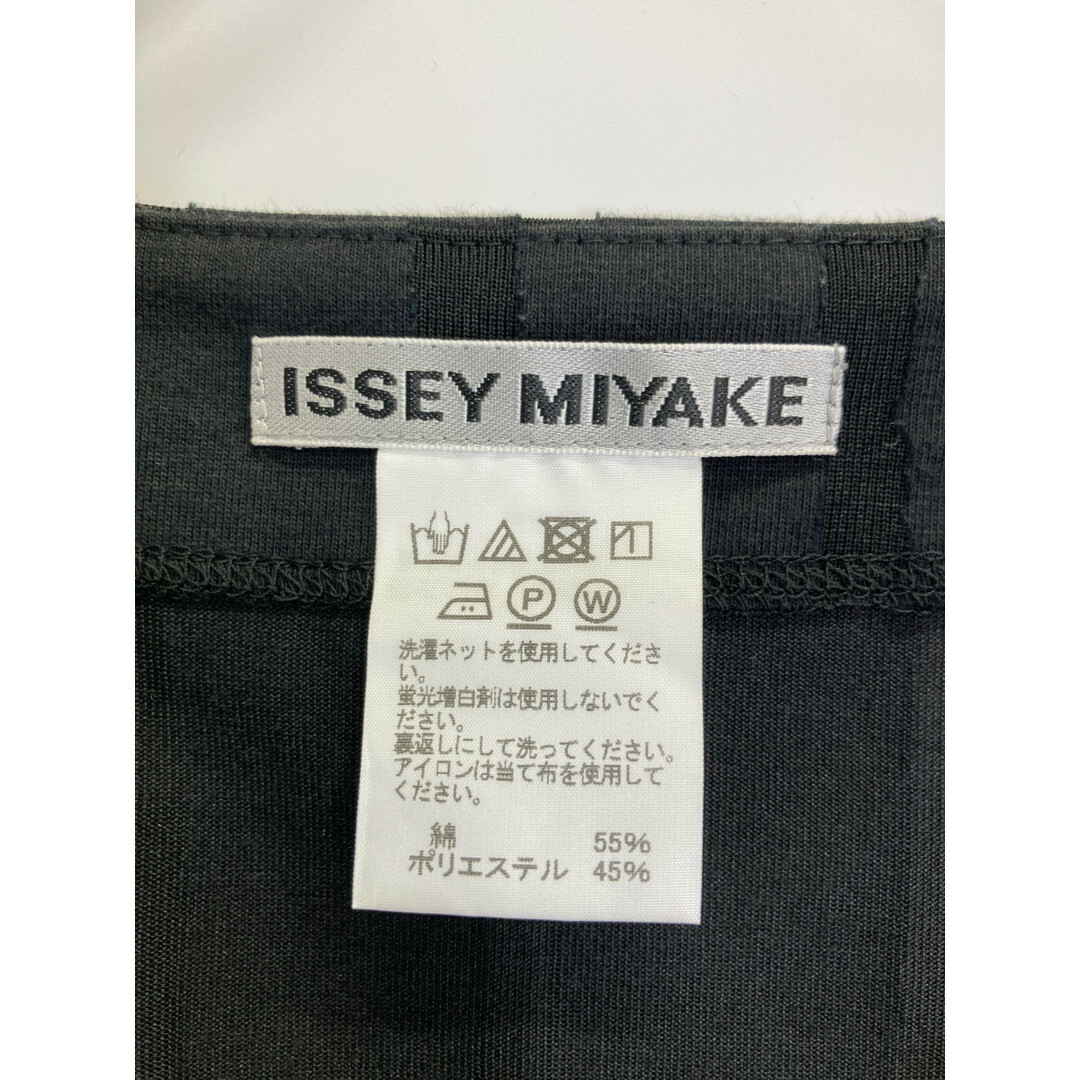 ISSEY MIYAKE
P W
洗濯ネットを使用してくださ
い。
蛍光増白剤は使用しないでく
ださい。
裏返しにして洗ってください。
アイロンは当て布を使用して
ください。
綿 55%
ポリエステル 45%